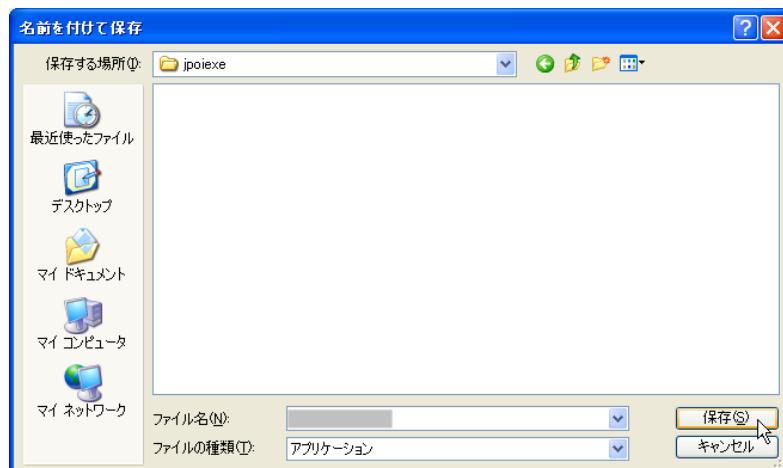 名前を付けて保存
保存する場所(I):
jpoiexe
最近使ったファイル
デスクトップ
マイ ドキュメント
マイ コンピュータ
マイ ネットワーク
ファイル名(N):
保存(S)
ファイルの種類(T):
アプリケーション
キャンセル